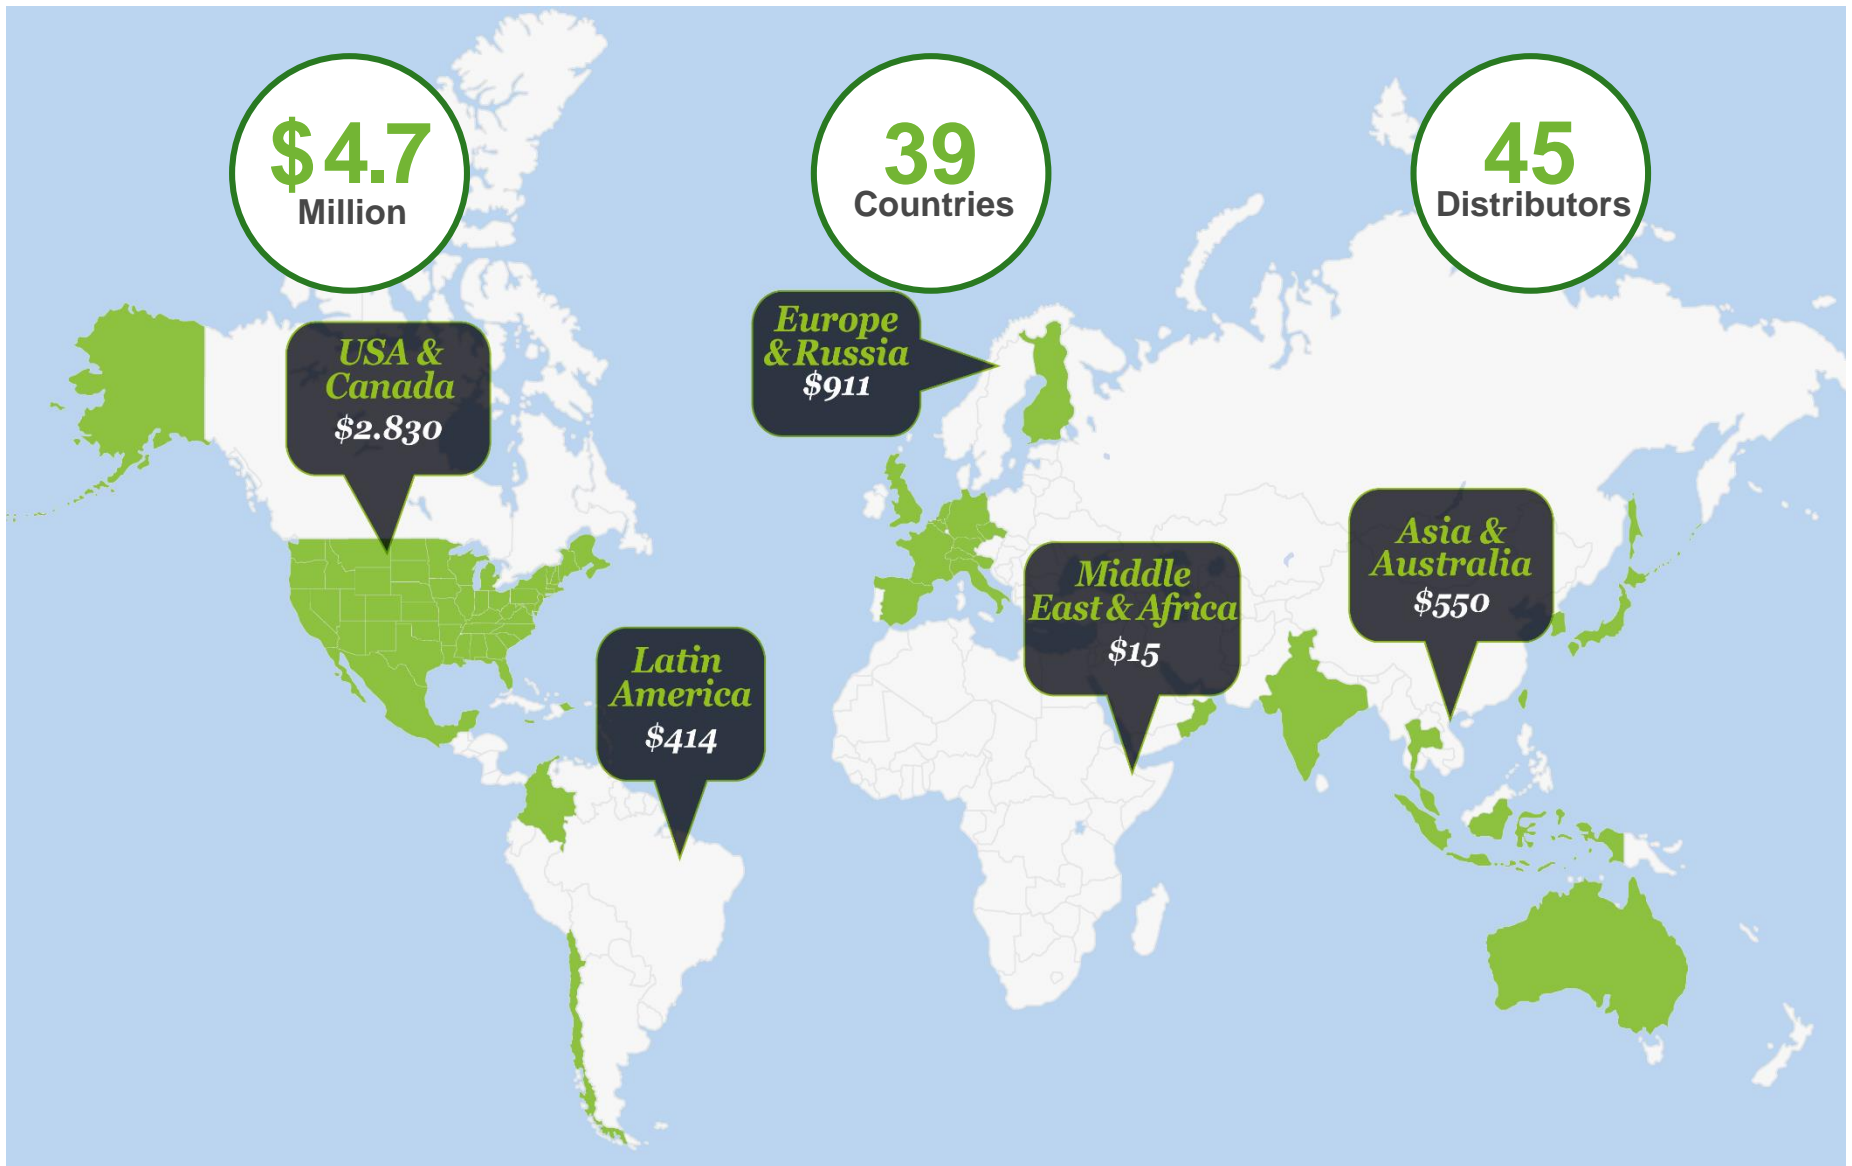 $4.7
Million
39
Countries
45
Distributors
Europe
& Russia
$911
USA &
Canada
$2.830
Asia &
Australia
$550
Middle
East & Africa
$15
Latin
America
$414